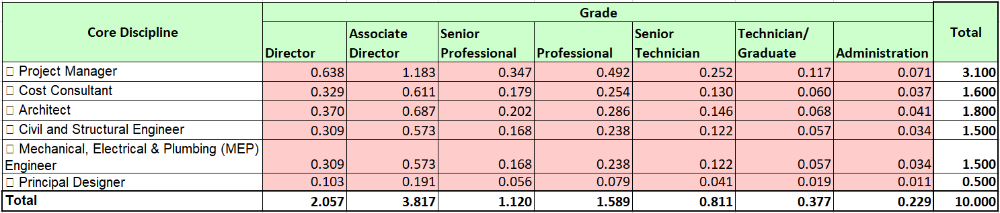 Grade
Core Discipline Total
Director Associate Director Senior Professional Professional Senior Technician Technician/ Graduate Administration
☐ Project Manager 0.638 1.183 0.347 0.492 0.252 0.117 0.071 3.100
☐ Cost Consultant 0.329 0.611 0.179 0.254 0.130 0.060 0.037 1.600
☐ Architect 0.370 0.687 0.202 0.286 0.146 0.068 0.041 1.800
☐ Civil and Structural Engineer 0.309 0.573 0.168 0.238 0.122 0.057 0.034 1.500
☐ Mechanical, Electrical & Plumbing (MEP)
Engineer 0.309 0.573 0.168 0.238 0.122 0.057 0.034 1.500
☐ Principal Designer 0.103 0.191 0.056 0.079 0.041 0.019 0.011 0.500
Total 2.057 3.817 1.120 1.589 0.811 0.377 0.229 10.000